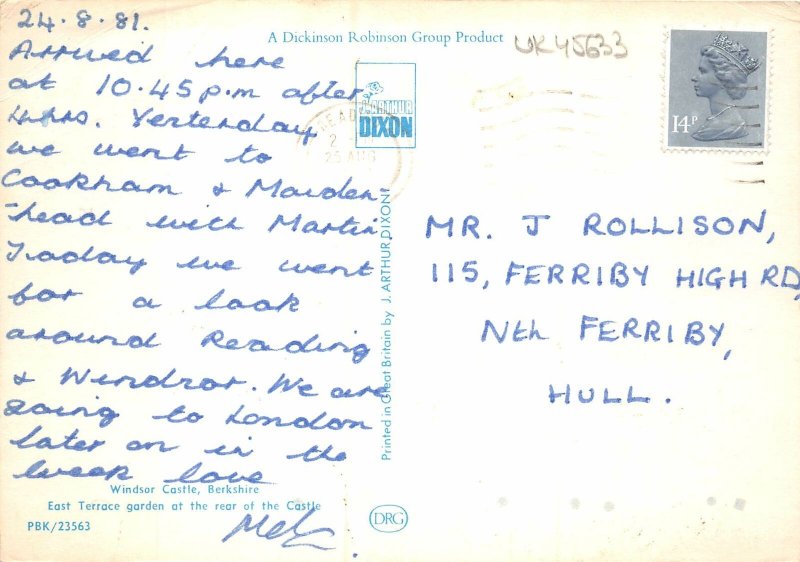 24.8.81.
Arrived here
at 10.45 p.m after
4hrs. Yesterday
we went to
Cookham & Maiden-
-head with Martin,
Today we went
for a look
around Reading
& Windsor. We are
going to London
later on in the
week love
A Dickinson Robinson Group Product
UK45633
J. ARTHUR
DIXON
READING
25 AUG
14P
Printed in Great Britain by J. ARTHUR DIXON
MR. J ROLLISON,
115, FERRIBY HIGH RD,
Nth FERRIBY,
HULL.
Windsor Castle, Berkshire
East Terrace garden at the rear of the Castle
PBK/23563
DRG